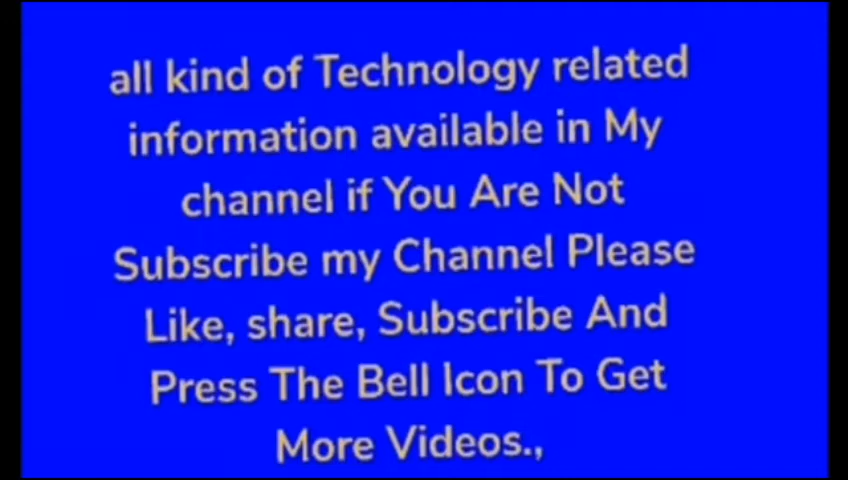 all kind of Technology related
information available in My
channel if You Are Not
Subscribe my Channel Please
Like, share, Subscribe And
Press The Bell Icon To Get
More Videos.,